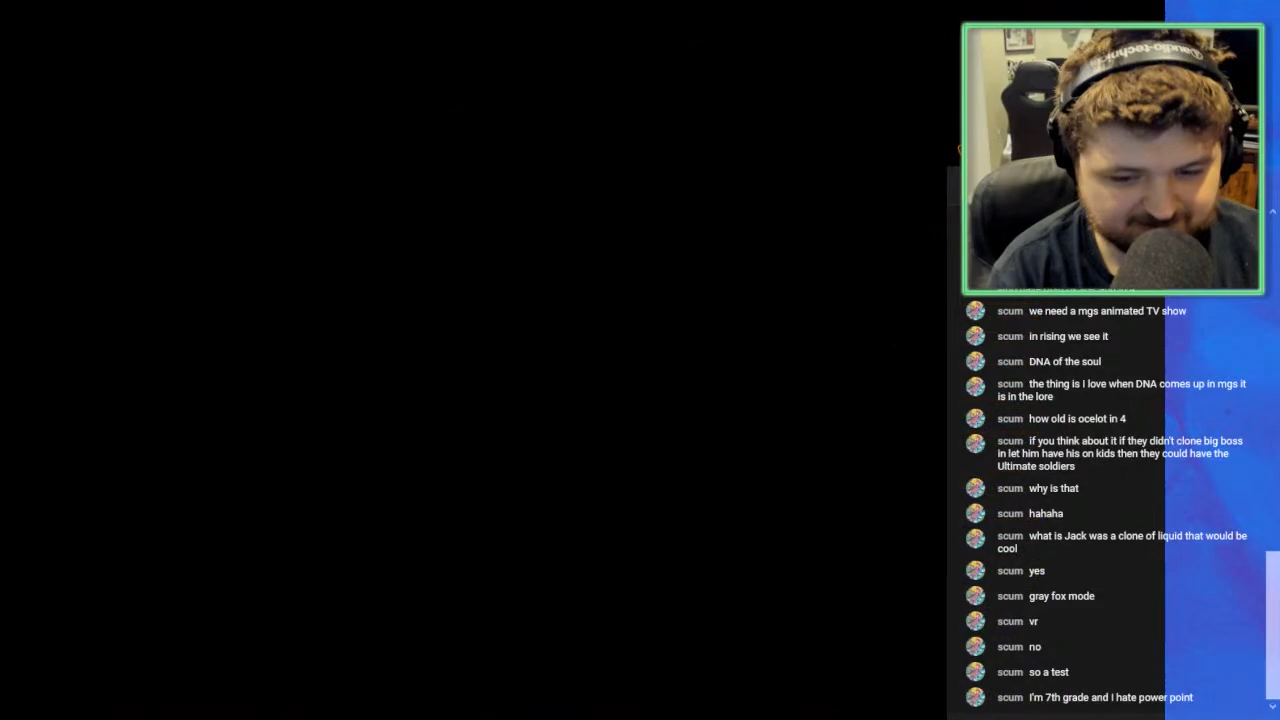 audio-technica
scum we need a mgs animated TV show
scum in rising we see it
scum DNA of the soul
scum the thing is I love when DNA comes up in mgs it
is in the lore
scum how old is ocelot in 4
scum if you think about it if they didn't clone big boss
in let him have his on kids then they could have the
Ultimate soldiers
scum why is that
scum hahaha
scum what is Jack was a clone of liquid that would be
cool
scum yes
scum gray fox mode
scum vr
scum no
scum so a test
scum I'm 7th grade and I hate power point